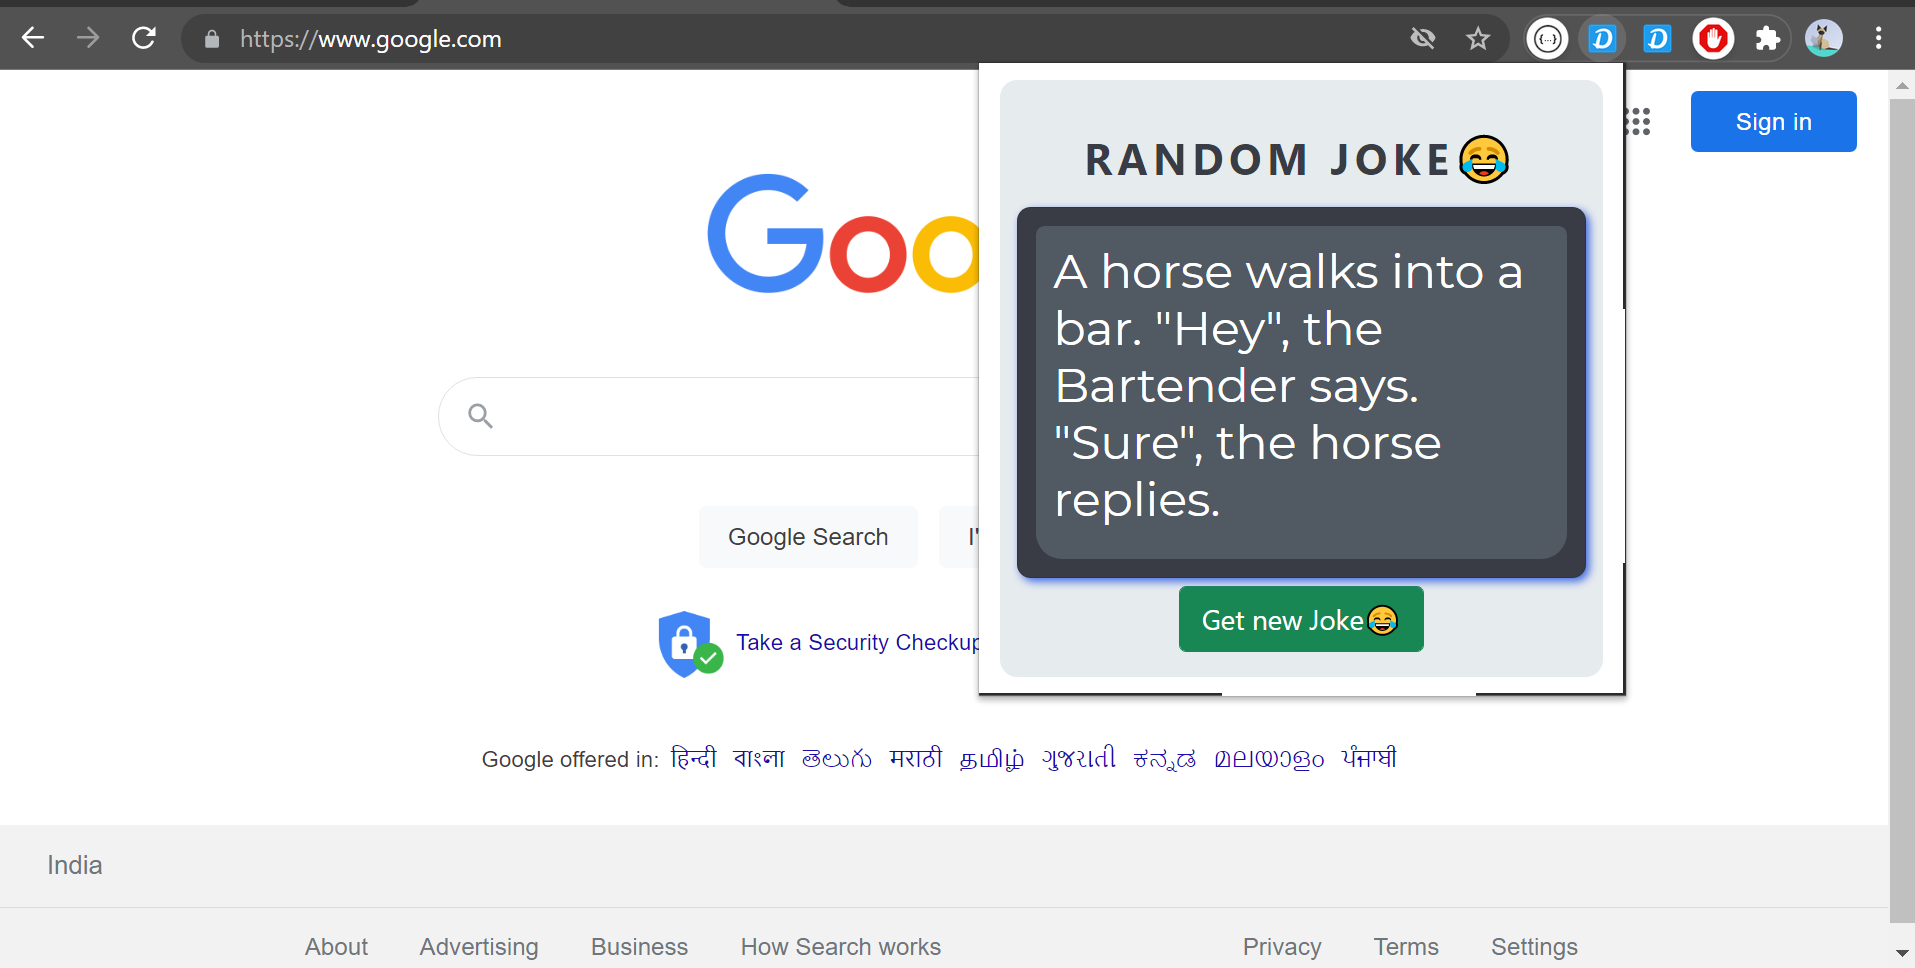 https://www.google.com
Sign in
Goo
RANDOM JOKE😂
A horse walks into a
bar. "Hey", the
Bartender says.
"Sure", the horse
replies.
Get new Joke😂
Google Search
I'
Take a Security Checkup
Google offered in: हिन्दी বাংলা తెలుగు मराठी தமிழ் ગુજરાતી ಕನ್ನಡ മലയാളം ਪੰਜਾਬੀ
India
About Advertising Business How Search works Privacy Terms Settings